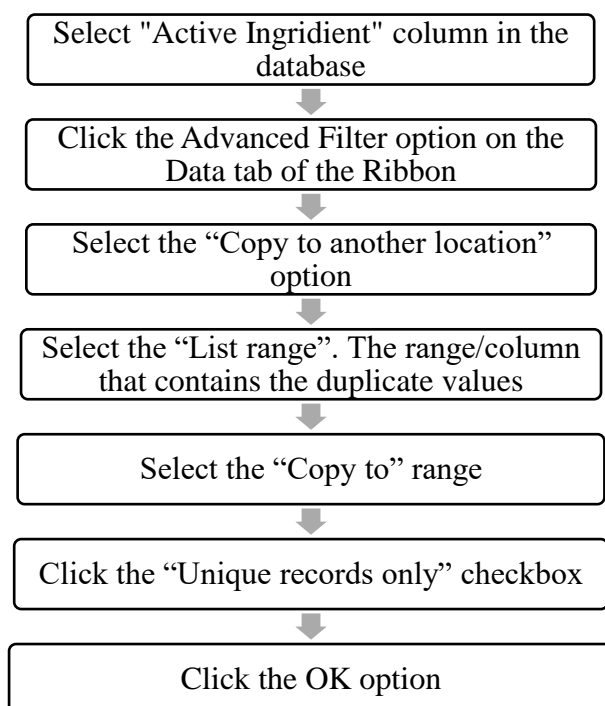 Select "Active Ingridient" column in the
database
Click the Advanced Filter option on the
Data tab of the Ribbon
Select the “Copy to another location”
option
Select the “List range”. The range/column
that contains the duplicate values
Select the “Copy to” range
Click the “Unique records only” checkbox
Click the OK option